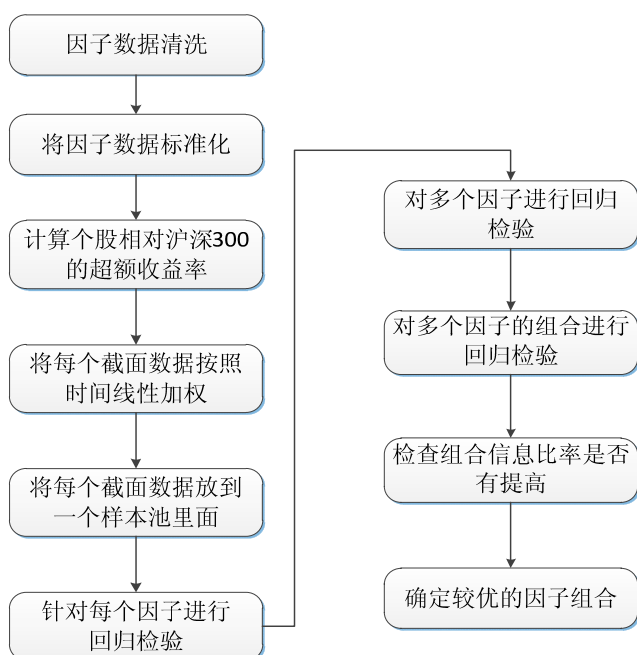 因子数据清洗
将因子数据标准化
计算个股相对沪深300
的超额收益率
将每个截面数据按照
时间线性加权
将每个截面数据放到
一个样本池里面
针对每个因子进行
回归检验
对多个因子进行回归
检验
对多个因子的组合进行
回归检验
检查组合信息比率是否
有提高
确定较优的因子组合